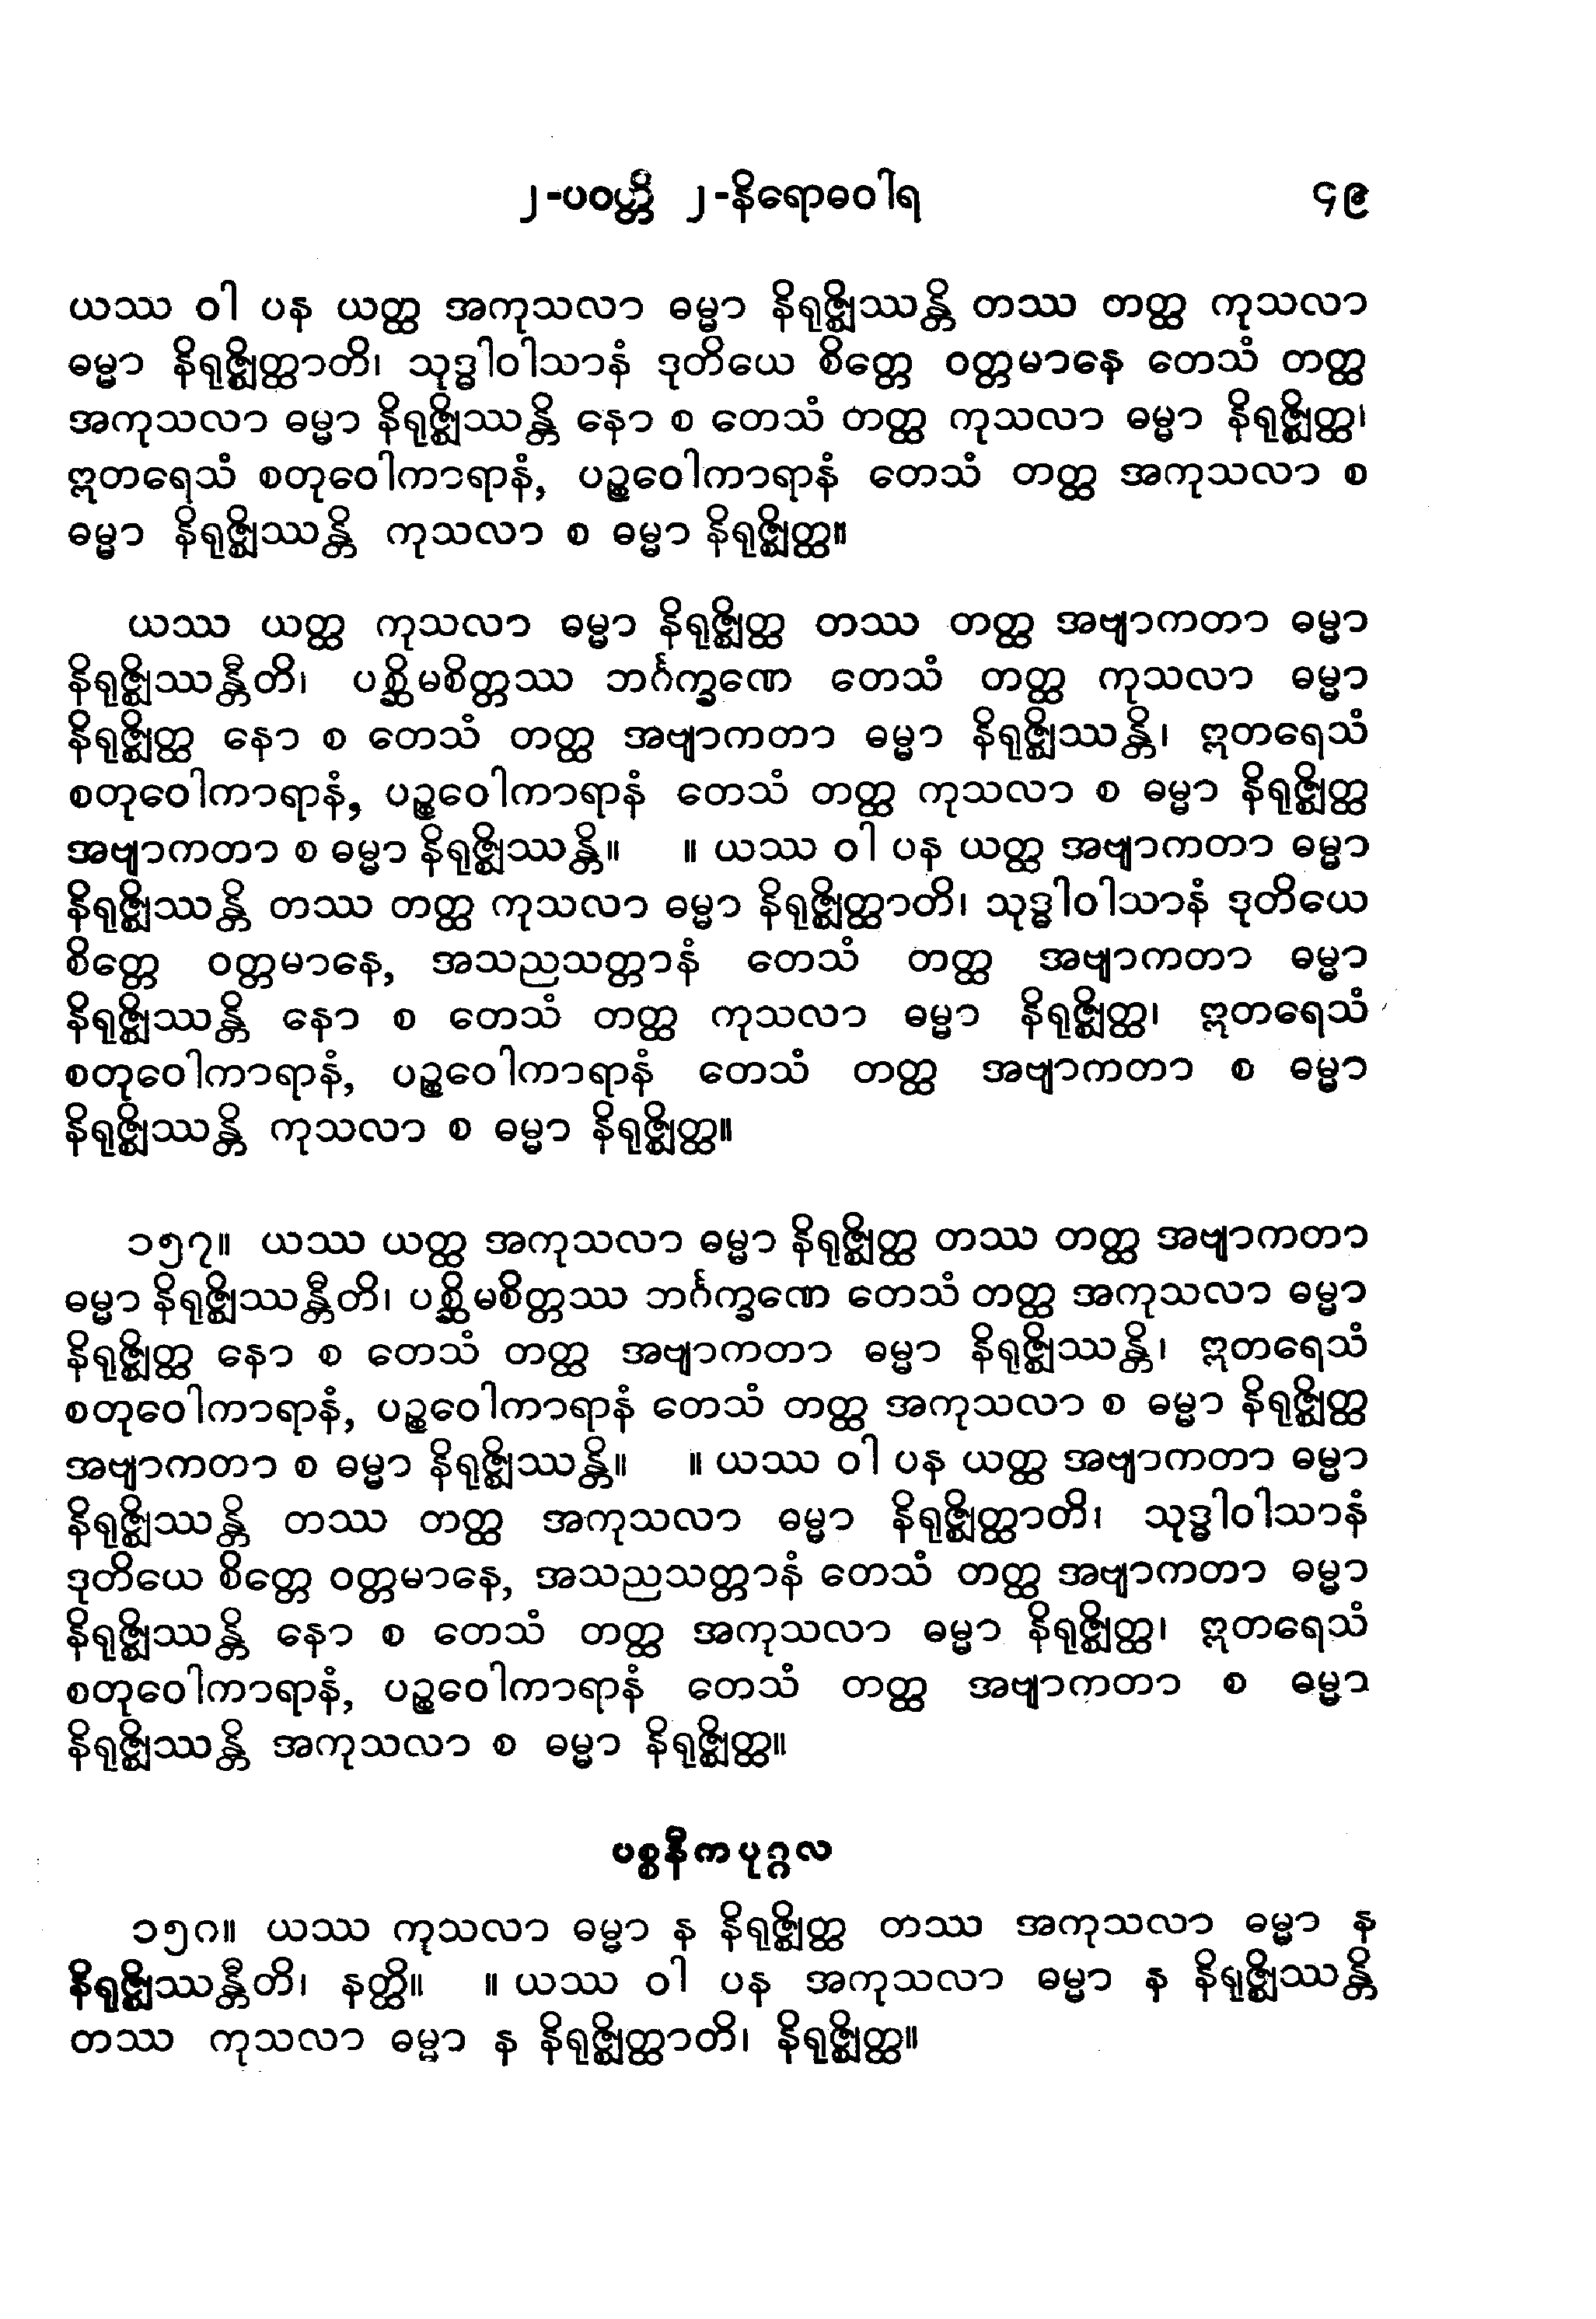 ၂-ပဝတ္တိ ၂-နိရောဓဝါရ ၄၉
ယဿ ဝါ ပန ယတ္ထ အကုသလာ ဓမ္မာ နိရုဇ္ဈိဿန္တိ တဿ တတ္ထ ကုသလာ
ဓမ္မာ နိရုဇ္ဈိတ္ထာတိ၊ သုဒ္ဓါဝါသာနံ ဒုတိယေ စိတ္တေ ဝတ္တမာနေ တေသံ တတ္ထ
အကုသလာ ဓမ္မာ နိရုဇ္ဈိဿန္တိ နော စ တေသံ တတ္ထ ကုသလာ ဓမ္မာ နိရုဇ္ဈိတ္ထ၊
ဣတရေသံ စတုဝေါကာရာနံ, ပဉ္စဝေါကာရာနံ တေသံ တတ္ထ အကုသလာ စ
ဓမ္မာ နိရုဇ္ဈိဿန္တိ ကုသလာ စ ဓမ္မာ နိရုဇ္ဈိတ္ထ။
ယဿ ယတ္ထ ကုသလာ ဓမ္မာ နိရုဇ္ဈိတ္ထ တဿ တတ္ထ အဗျာကတာ ဓမ္မာ
နိရုဇ္ဈိဿန္တီတိ၊ ပစ္ဆိမစိတ္တဿ ဘင်္ဂက္ခဏေ တေသံ တတ္ထ ကုသလာ ဓမ္မာ
နိရုဇ္ဈိတ္ထ နော စ တေသံ တတ္ထ အဗျာကတာ ဓမ္မာ နိရုဇ္ဈိဿန္တိ၊ ဣတရေသံ
စတုဝေါကာရာနံ, ပဉ္စဝေါကာရာနံ တေသံ တတ္ထ ကုသလာ စ ဓမ္မာ နိရုဇ္ဈိတ္ထ
အဗျာကတာ စ ဓမ္မာ နိရုဇ္ဈိဿန္တိ။ ။ ယဿ ဝါ ပန ယတ္ထ အဗျာကတာ ဓမ္မာ
နိရုဇ္ဈိဿန္တိ တဿ တတ္ထ ကုသလာ ဓမ္မာ နိရုဇ္ဈိတ္ထာတိ၊ သုဒ္ဓါဝါသာနံ ဒုတိယေ
စိတ္တေ ဝတ္တမာနေ, အသညသတ္တာနံ တေသံ တတ္ထ အဗျာကတာ ဓမ္မာ
နိရုဇ္ဈိဿန္တိ နော စ တေသံ တတ္ထ ကုသလာ ဓမ္မာ နိရုဇ္ဈိတ္ထ၊ ဣတရေသံ
စတုဝေါကာရာနံ, ပဉ္စဝေါကာရာနံ တေသံ တတ္ထ အဗျာကတာ စ ဓမ္မာ
နိရုဇ္ဈိဿန္တိ ကုသလာ စ ဓမ္မာ နိရုဇ္ဈိတ္ထ။
၁၅၇။ ယဿ ယတ္ထ အကုသလာ ဓမ္မာ နိရုဇ္ဈိတ္ထ တဿ တတ္ထ အဗျာကတာ
ဓမ္မာ နိရုဇ္ဈိဿန္တီတိ၊ ပစ္ဆိမစိတ္တဿ ဘင်္ဂက္ခဏေ တေသံ တတ္ထ အကုသလာ ဓမ္မာ
နိရုဇ္ဈိတ္ထ နော စ တေသံ တတ္ထ အဗျာကတာ ဓမ္မာ နိရုဇ္ဈိဿန္တိ၊ ဣတရေသံ
စတုဝေါကာရာနံ, ပဉ္စဝေါကာရာနံ တေသံ တတ္ထ အကုသလာ စ ဓမ္မာ နိရုဇ္ဈိတ္ထ
အဗျာကတာ စ ဓမ္မာ နိရုဇ္ဈိဿန္တိ။ ။ ယဿ ဝါ ပန ယတ္ထ အဗျာကတာ ဓမ္မာ
နိရုဇ္ဈိဿန္တိ တဿ တတ္ထ အကုသလာ ဓမ္မာ နိရုဇ္ဈိတ္ထာတိ၊ သုဒ္ဓါဝါသာနံ
ဒုတိယေ စိတ္တေ ဝတ္တမာနေ, အသညသတ္တာနံ တေသံ တတ္ထ အဗျာကတာ ဓမ္မာ
နိရုဇ္ဈိဿန္တိ နော စ တေသံ တတ္ထ အကုသလာ ဓမ္မာ နိရုဇ္ဈိတ္ထ၊ ဣတရေသံ
စတုဝေါကာရာနံ, ပဉ္စဝေါကာရာနံ တေသံ တတ္ထ အဗျာကတာ စ ဓမ္မာ
နိရုဇ္ဈိဿန္တိ အကုသလာ စ ဓမ္မာ နိရုဇ္ဈိတ္ထ။
ပစ္စနီကပုဂ္ဂလ
၁၅၈။ ယဿ ကုသလာ ဓမ္မာ န နိရုဇ္ဈိတ္ထ တဿ အကုသလာ ဓမ္မာ န
နိရုဇ္ဈိဿန္တီတိ၊ နတ္ထိ။ ။ ယဿ ဝါ ပန အကုသလာ ဓမ္မာ န နိရုဇ္ဈိဿန္တိ
တဿ ကုသလာ ဓမ္မာ န နိရုဇ္ဈိတ္ထာတိ၊ နိရုဇ္ဈိတ္ထ။